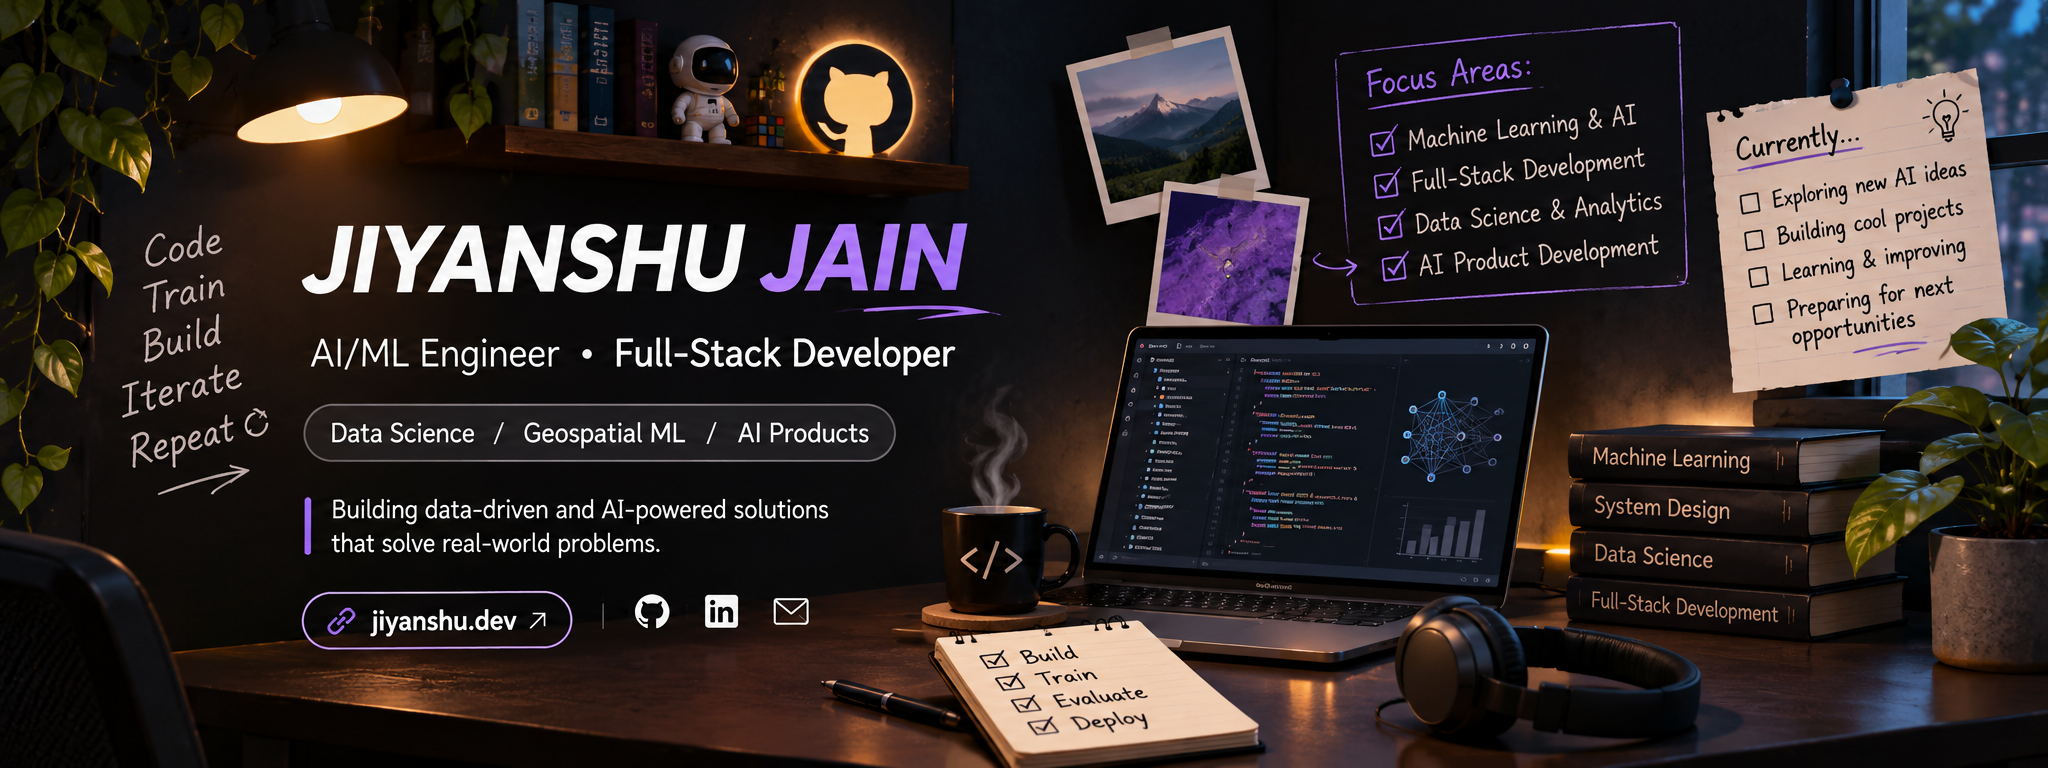 Code
Train
Build
Iterate
Repeat
JIYANSHU JAIN
AI/ML Engineer • Full-Stack Developer
Data Science / Geospatial ML / AI Products
Building data-driven and AI-powered solutions
that solve real-world problems.
jiyanshu.dev
in
Focus Areas:
Machine Learning & AI
Full-Stack Development
Data Science & Analytics
AI Product Development
Currently...
Exploring new AI ideas
Building cool projects
Learning & improving
Preparing for next
opportunities
</>
Build
Train
Evaluate
Deploy
Machine Learning
System Design
Data Science
Full-Stack Development